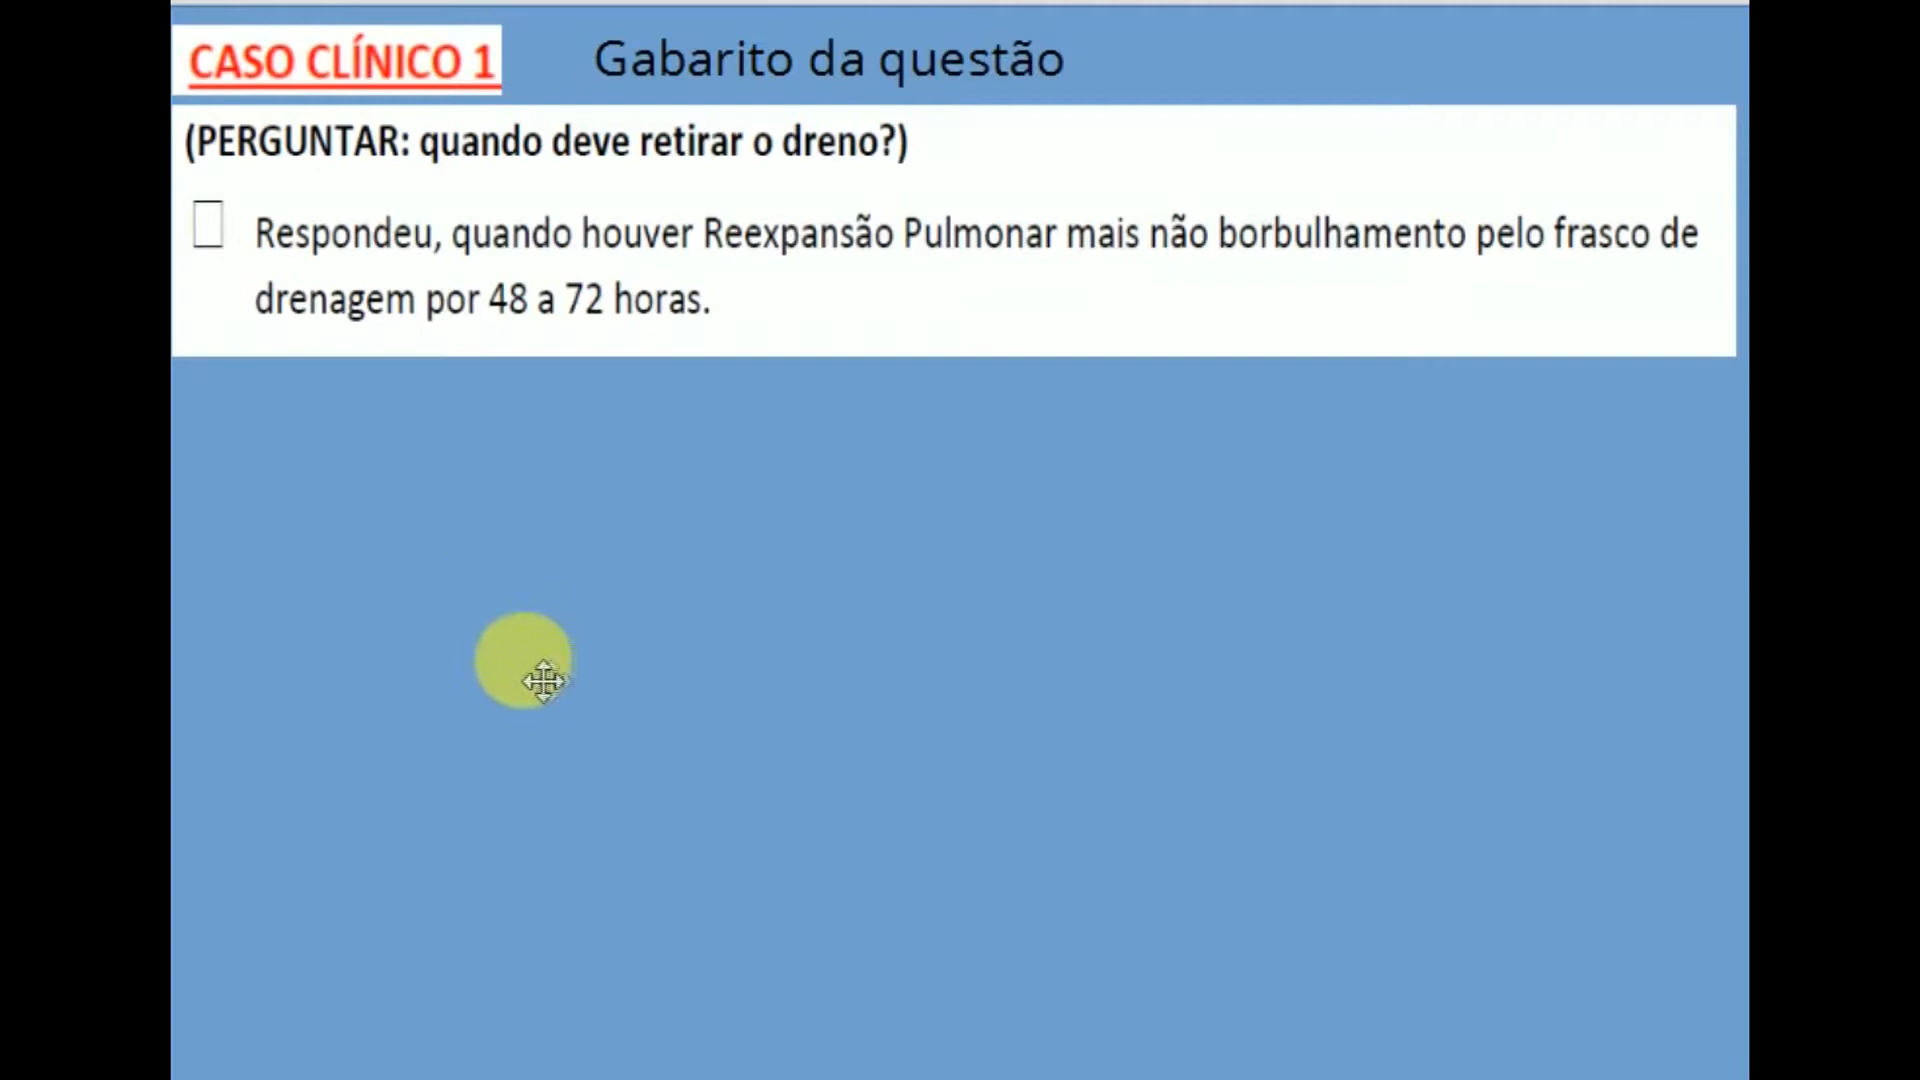 CASO CLÍNICO 1 Gabarito da questão
(PERGUNTAR: quando deve retirar o dreno?)
Respondeu, quando houver Reexpansão Pulmonar mais não borbulhamento pelo frasco de
drenagem por 48 a 72 horas.